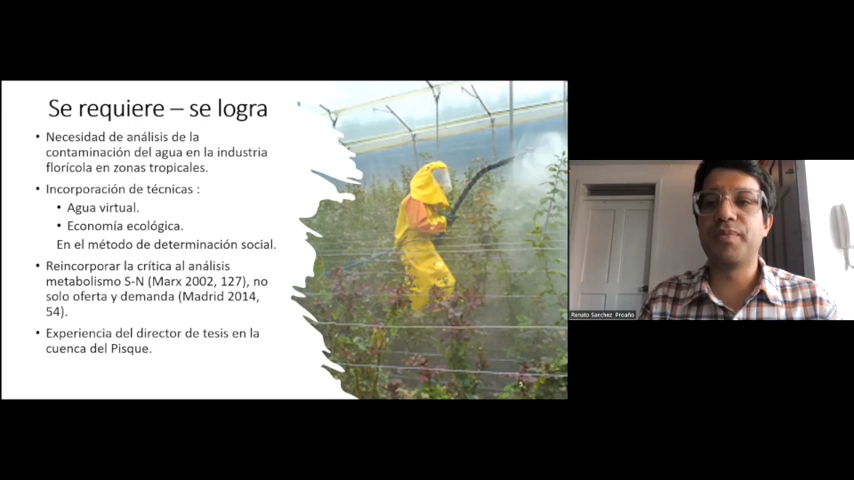 Se requiere – se logra
• Necesidad de análisis de la
contaminación del agua en la industria
florícola en zonas tropicales.
• Incorporación de técnicas :
• Agua virtual.
• Economía ecológica.
En el método de determinación social.
• Reincorporar la crítica al análisis
metabolismo S-N (Marx 2002, 127), no
solo oferta y demanda (Madrid 2014,
54).
• Experiencia del director de tesis en la
cuenca del Pisque.
Renato Sanchez Proaño